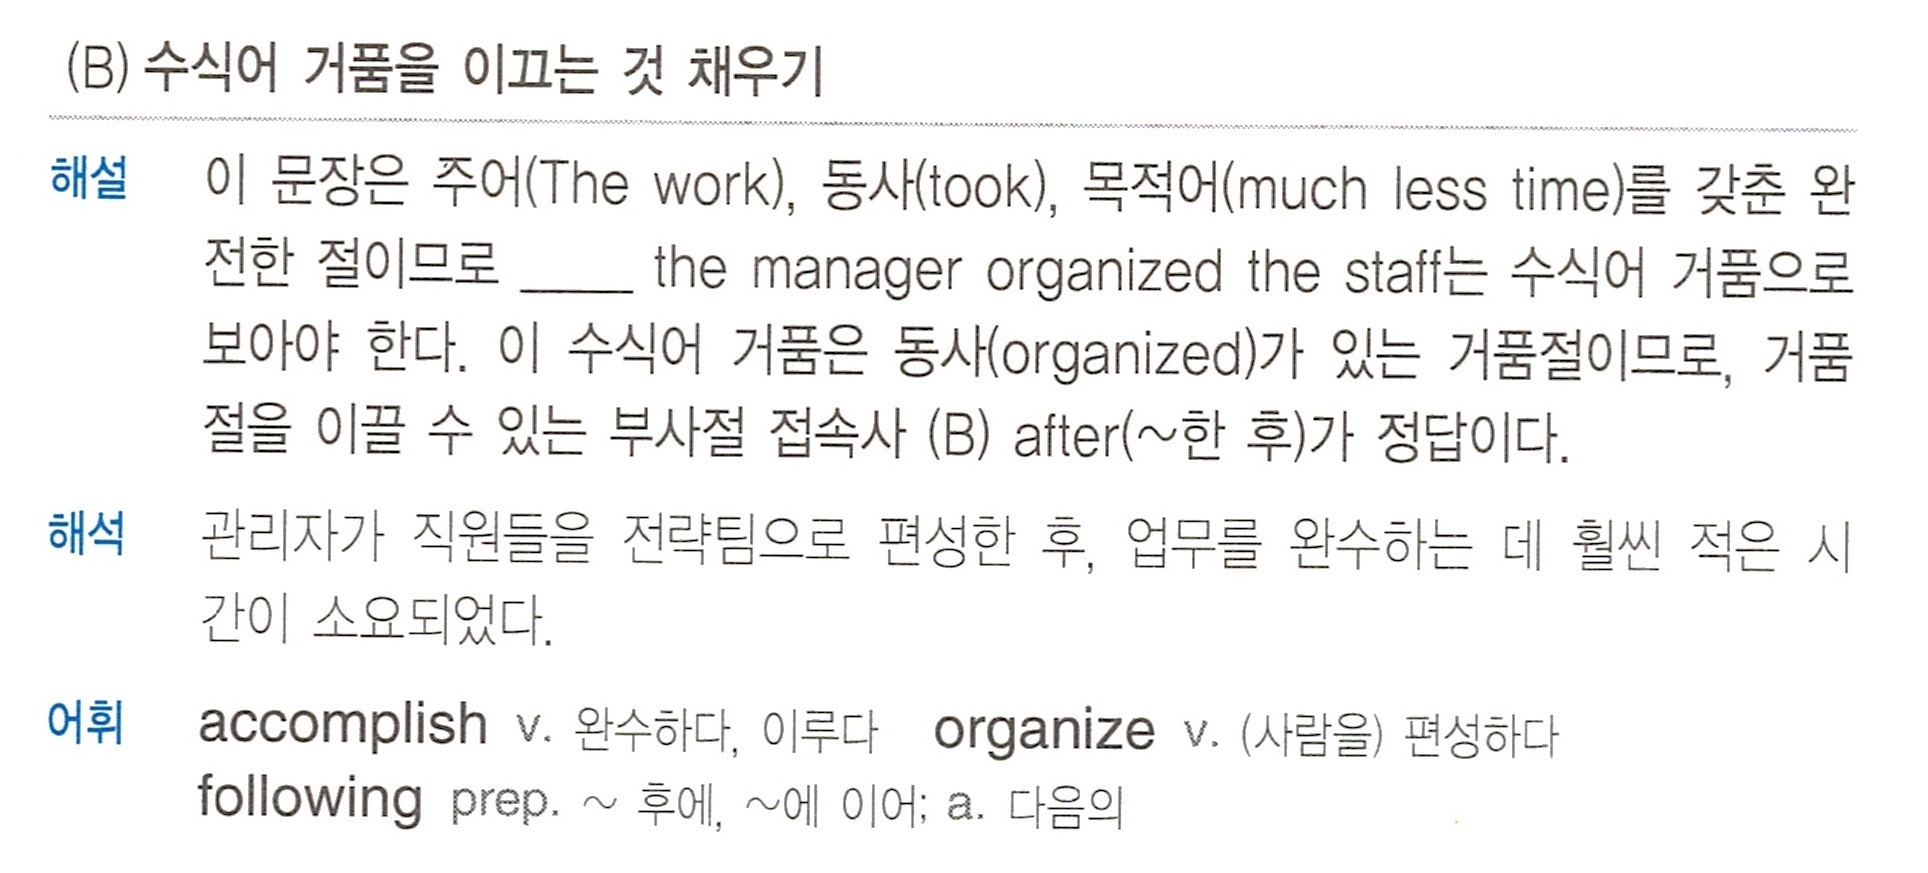 (B) 수식어 거품을 이끄는 것 채우기
해설 이 문장은 주어(The work), 동사(took), 목적어(much less time)를 갖춘 완
전한 절이므로 ____ the manager organized the staff는 수식어 거품으로
보아야 한다. 이 수식어 거품은 동사(organized)가 있는 거품절이므로, 거품
절을 이끌 수 있는 부사절 접속사 (B) after(~한 후)가 정답이다.
해석 관리자가 직원들을 전략팀으로 편성한 후, 업무를 완수하는 데 훨씬 적은 시
간이 소요되었다.
어휘 accomplish v. 완수하다, 이루다 organize v. (사람을) 편성하다
following prep. ~ 후에, ~에 이어; a. 다음의